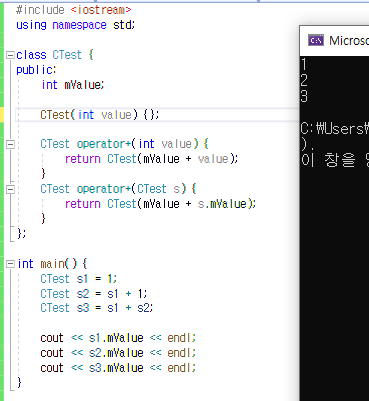 #include <iostream>
using namespace std;
class CTest {
public:
int mValue;
CTest(int value) {};
CTest operator+(int value) {
return CTest(mValue + value);
}
CTest operator+(CTest s) {
return CTest(mValue + s.mValue);
}
};
int main() {
CTest s1 = 1;
CTest s2 = s1 + 1;
CTest s3 = s1 + s2;
cout << s1.mValue << endl;
cout << s2.mValue << endl;
cout << s3.mValue << endl;
}
C:\
1
2
3
C:₩Users₩
).
이 창을